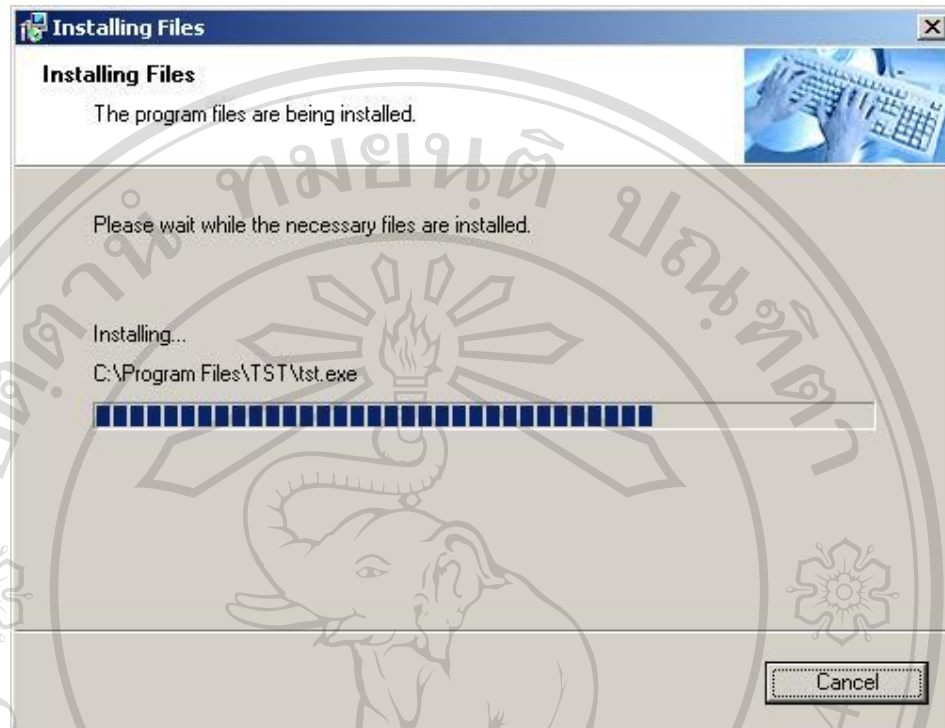 Installing Files
Installing Files
The program files are being installed.
Please wait while the necessary files are installed.
Installing...
C:\Program Files\TST\tst.exe
Cancel